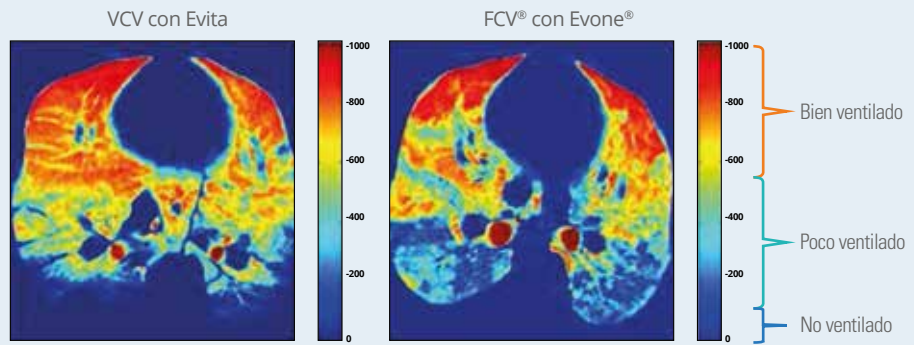 VCV con Evita
FCV® con Evone®
-1000
-800
-600
-400
-200
0
-1000
-800
-600
-400
-200
0
Bien ventilado
Poco ventilado
No ventilado